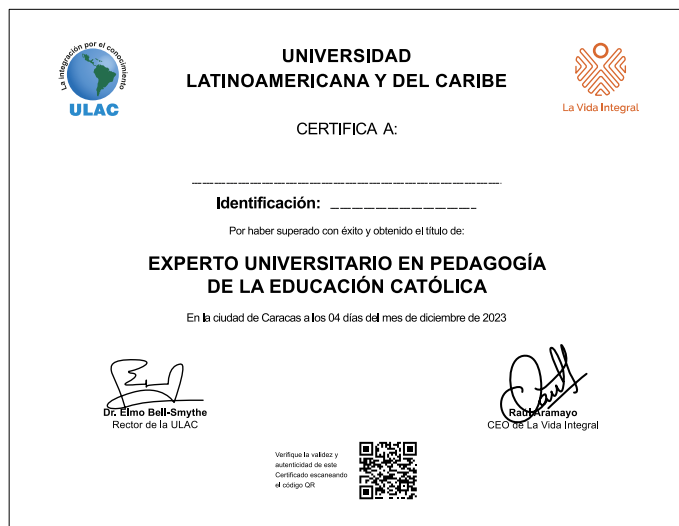 La integración por el conocimiento
ULAC
UNIVERSIDAD
LATINOAMERICANA Y DEL CARIBE
La Vida Integral
CERTIFICA A:
Identificación:
Por haber superado con éxito y obtenido el título de:
EXPERTO UNIVERSITARIO EN PEDAGOGÍA
DE LA EDUCACIÓN CATÓLICA
En la ciudad de Caracas a los 04 días del mes de diciembre de 2023
Dr. Elmo Bell-Smythe
Rector de la ULAC
Raúl Aramayo
CEO de La Vida Integral
Verifique la validez y
autenticidad de este
Certificado escaneando
el código QR